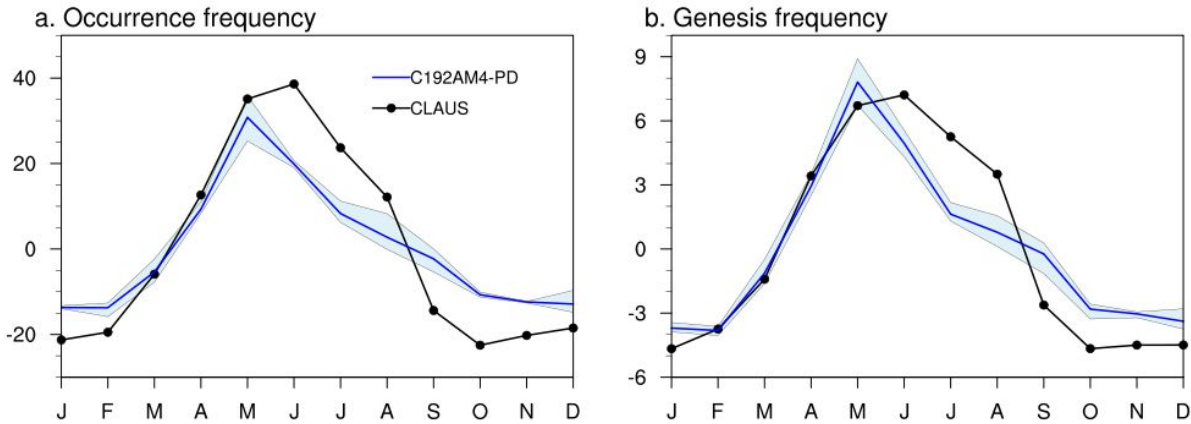 a. Occurrence frequency
40
20
0
-20
C192AM4-PD
CLAUS
J F M A M J J A S O N D
b. Genesis frequency
9
6
3
0
-3
-6
J F M A M J J A S O N D